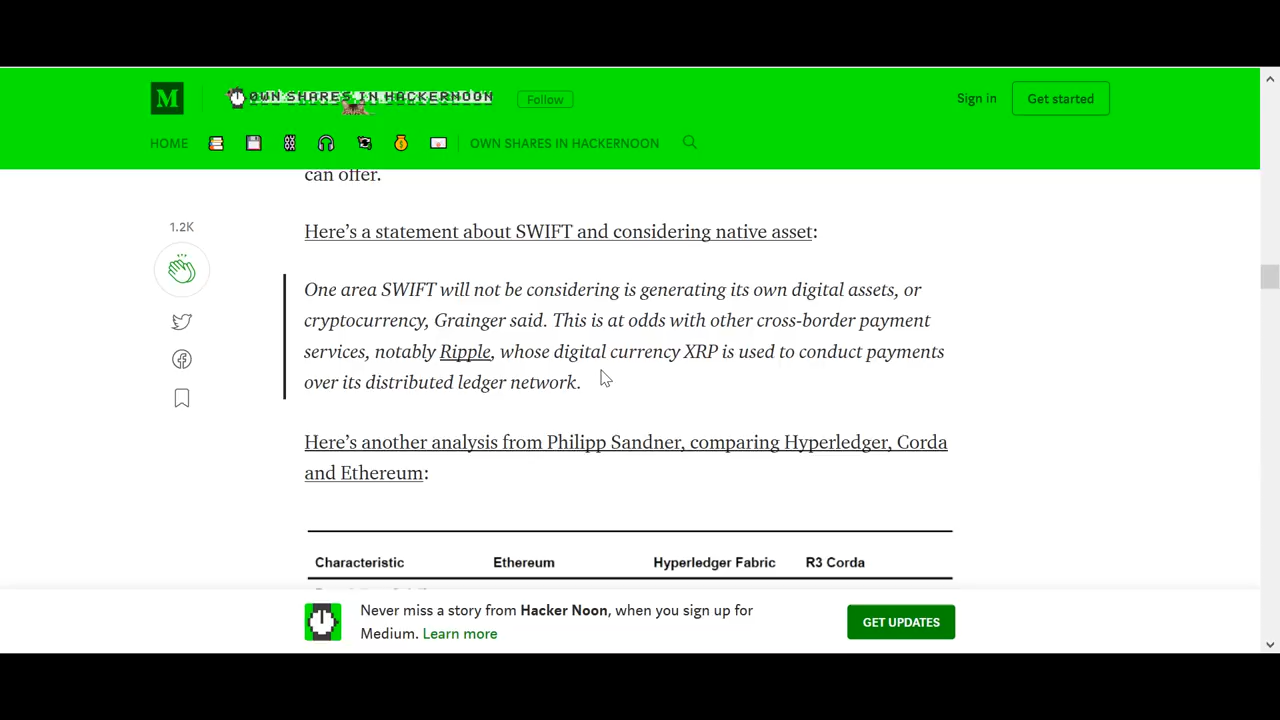 M
OWN SHARES IN HACKERNOON
Follow
Sign in
Get started
HOME
OWN SHARES IN HACKERNOON
can offer.
1.2K
Here’s a statement about SWIFT and considering native asset:
One area SWIFT will not be considering is generating its own digital assets, or
cryptocurrency, Grainger said. This is at odds with other cross-border payment
services, notably Ripple, whose digital currency XRP is used to conduct payments
over its distributed ledger network.
Here’s another analysis from Philipp Sandner, comparing Hyperledger, Corda
and Ethereum:
Characteristic Ethereum Hyperledger Fabric R3 Corda
Never miss a story from Hacker Noon, when you sign up for
Medium. Learn more
GET UPDATES